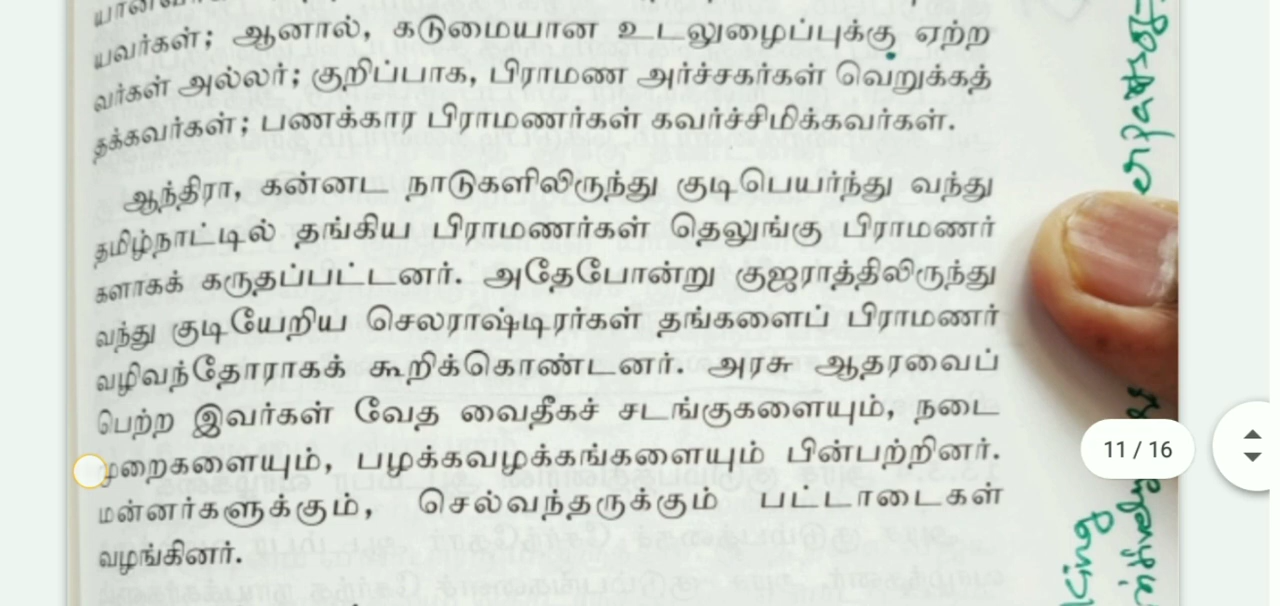 யவர்கள்; ஆனால், கடுமையான உடலுழைப்புக்கு ஏற்ற
வர்கள் அல்லர்; குறிப்பாக, பிராமண அர்ச்சகர்கள் வெறுக்கத்
தக்கவர்கள்; பணக்கார பிராமணர்கள் கவர்ச்சிமிக்கவர்கள்.
ஆந்திரா, கன்னட நாடுகளிலிருந்து குடிபெயர்ந்து வந்து
தமிழ்நாட்டில் தங்கிய பிராமணர்கள் தெலுங்கு பிராமணர்
களாகக் கருதப்பட்டனர். அதேபோன்று குஜராத்திலிருந்து
வந்து குடியேறிய செலராஷ்டிரர்கள் தங்களைப் பிராமணர்
வழிவந்தோராகக் கூறிக்கொண்டனர். அரசு ஆதரவைப்
பெற்ற இவர்கள் வேத வைதீகச் சடங்குகளையும், நடை
முறைகளையும், பழக்கவழக்கங்களையும் பின்பற்றினர்.
மன்னர்களுக்கும், செல்வந்தருக்கும் பட்டாடைகள்
வழங்கினர்.
11 / 16
King